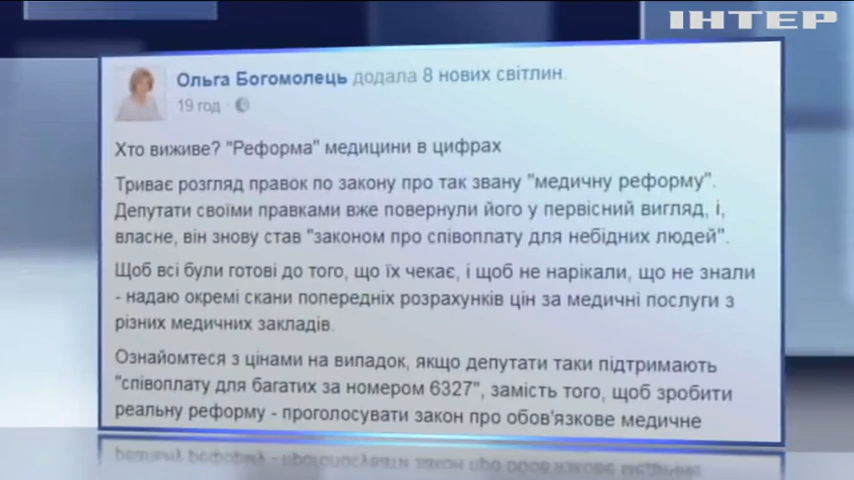 ІНТЕР
Ольга Богомолець додала 8 нових світлин.
19 год ·
Хто виживе? "Реформа" медицини в цифрах
Триває розгляд правок по закону про так звану "медичну реформу".
Депутати своїми правками вже повернули його у первісний вигляд, і,
власне, він знову став "законом про співоплату для небідних людей".
Щоб всі були готові до того, що їх чекає, і щоб не нарікали, що не знали
- надаю окремі скани попередніх розрахунків цін за медичні послуги з
різних медичних закладів.
Ознайомтеся з цінами на випадок, якщо депутати таки підтримають
"співоплату для багатих за номером 6327", замість того, щоб зробити
реальну реформу - проголосувати закон про обов'язкове медичне